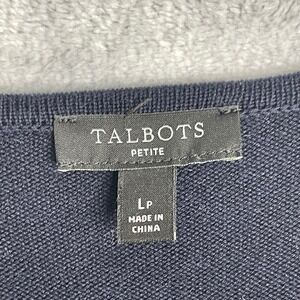 TALBOTS
PETITE
LP
MADE IN
CHINA